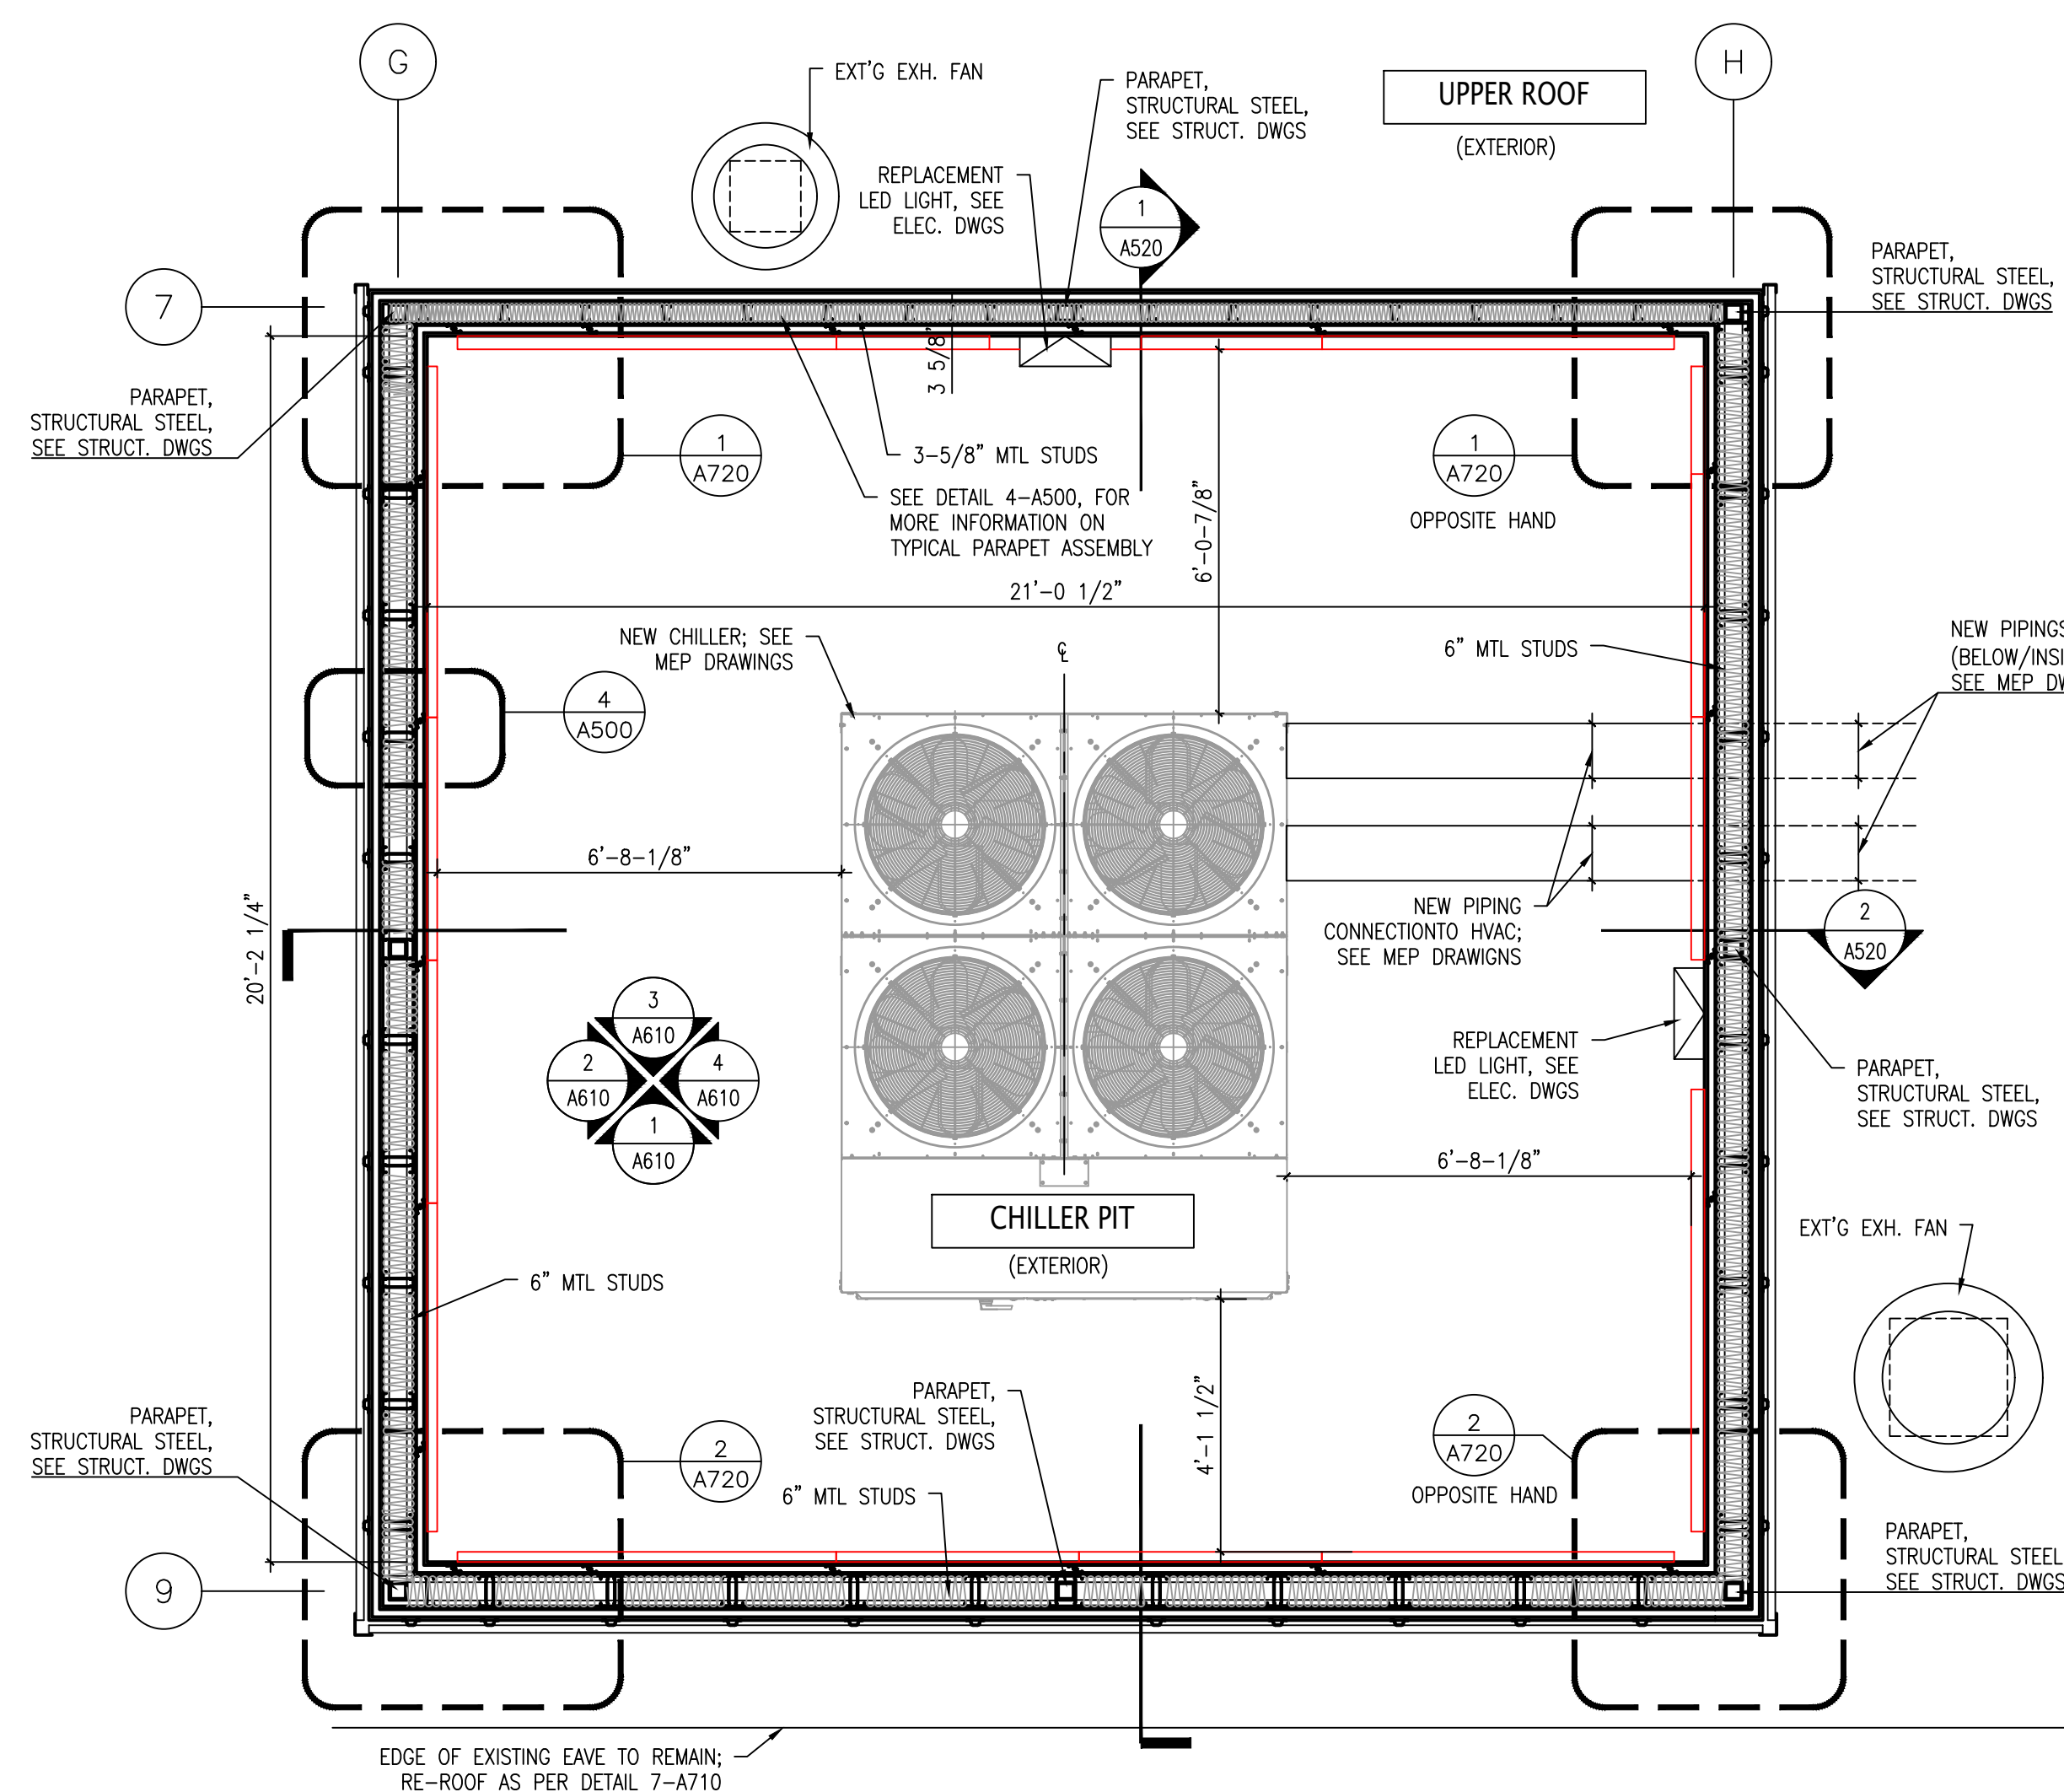 G
H
EXT'G EXH. FAN
PARAPET,
STRUCTURAL STEEL,
SEE STRUCT. DWGS
UPPER ROOF
(EXTERIOR)
REPLACEMENT
LED LIGHT, SEE
ELEC. DWGS
1
A520
PARAPET,
STRUCTURAL STEEL,
SEE STRUCT. DWGS
7
3 5/8"
PARAPET,
STRUCTURAL STEEL,
SEE STRUCT. DWGS
1
A720
3-5/8" MTL STUDS
SEE DETAIL 4-A500, FOR
MORE INFORMATION ON
TYPICAL PARAPET ASSEMBLY
6'-0-7/8"
1
A720
OPPOSITE HAND
21'-0 1/2"
NEW CHILLER; SEE
MEP DRAWINGS
℄
6" MTL STUDS
NEW PIPINGS
(BELOW/INSI
SEE MEP DW
4
A500
6'-8-1/8"
20'-2 1/4"
NEW PIPING
CONNECTIONTO HVAC;
SEE MEP DRAWIGNS
2
A520
3
A610
2
A610
4
A610
1
A610
REPLACEMENT
LED LIGHT, SEE
ELEC. DWGS
PARAPET,
STRUCTURAL STEEL,
SEE STRUCT. DWGS
6'-8-1/8"
CHILLER PIT
(EXTERIOR)
EXT'G EXH. FAN
6" MTL STUDS
PARAPET,
STRUCTURAL STEEL,
SEE STRUCT. DWGS
4'-1 1/2"
PARAPET,
STRUCTURAL STEEL,
SEE STRUCT. DWGS
2
A720
6" MTL STUDS
2
A720
OPPOSITE HAND
PARAPET,
STRUCTURAL STEEL
SEE STRUCT. DWGS
9
EDGE OF EXISTING EAVE TO REMAIN;
RE-ROOF AS PER DETAIL 7-A710